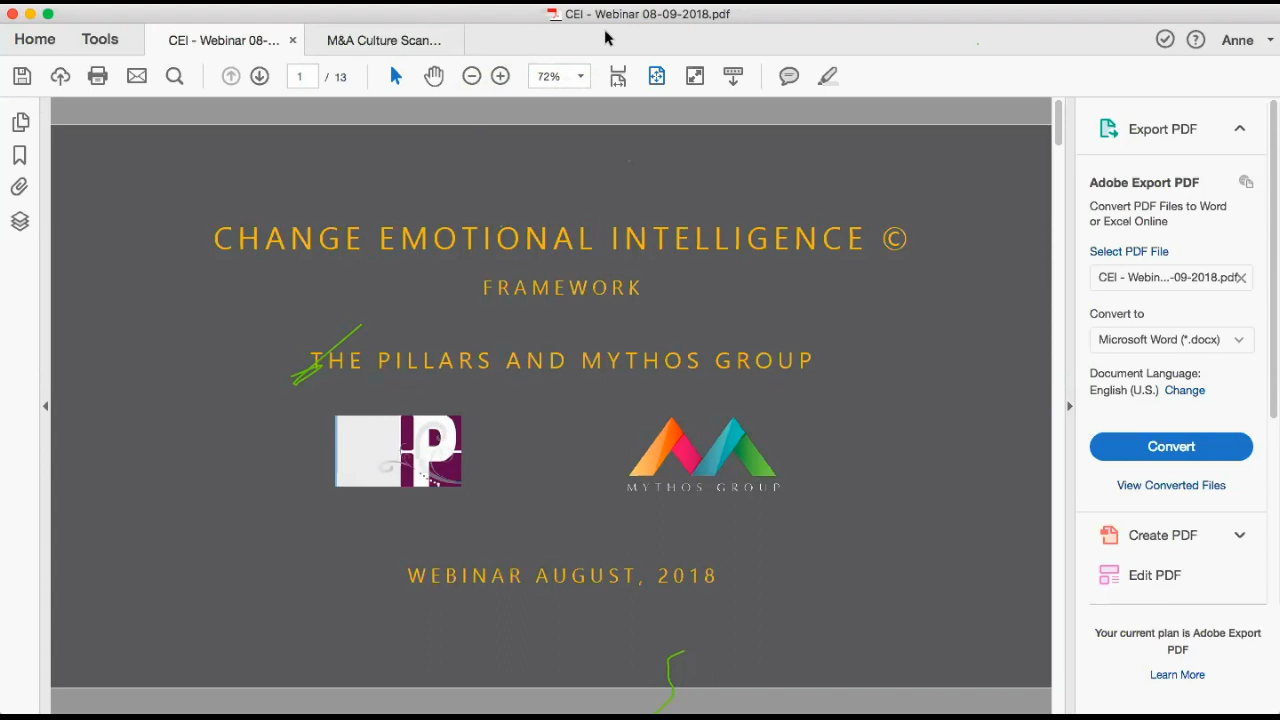 CEI - Webinar 08-09-2018.pdf
Home
Tools
CEI - Webinar 08-...
M&A Culture Scan...
Anne
1 / 13
72%
CHANGE EMOTIONAL INTELLIGENCE ©
FRAMEWORK
THE PILLARS AND MYTHOS GROUP
P
MYTHOS GROUP
WEBINAR AUGUST, 2018
Export PDF
Adobe Export PDF
Convert PDF Files to Word
or Excel Online
Select PDF File
CEI - Webin...-09-2018.pdf
Convert to
Microsoft Word (*.docx)
Document Language:
English (U.S.) Change
Convert
View Converted Files
Create PDF
Edit PDF
Your current plan is Adobe Export
PDF
Learn More